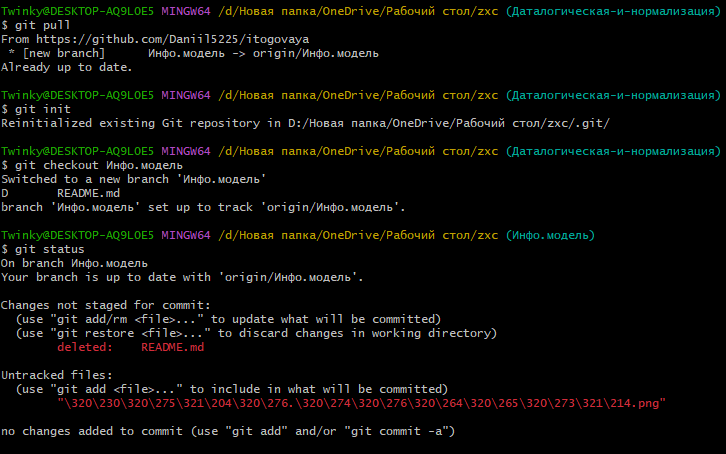 Twinky@DESKTOP-AQ9LOE5 MINGW64 /d/Новая папка/OneDrive/Рабочий стол/zxc (Даталогическая-и-нормализация)
$ git pull
From https://github.com/Daniil5225/itogovaya
 * [new branch]      Инфо.модель -> origin/Инфо.модель
Already up to date.

Twinky@DESKTOP-AQ9LOE5 MINGW64 /d/Новая папка/OneDrive/Рабочий стол/zxc (Даталогическая-и-нормализация)
$ git init
Reinitialized existing Git repository in D:/Новая папка/OneDrive/Рабочий стол/zxc/.git/

Twinky@DESKTOP-AQ9LOE5 MINGW64 /d/Новая папка/OneDrive/Рабочий стол/zxc (Даталогическая-и-нормализация)
$ git checkout Инфо.модель
Switched to a new branch 'Инфо.модель'
D       README.md
branch 'Инфо.модель' set up to track 'origin/Инфо.модель'.

Twinky@DESKTOP-AQ9LOE5 MINGW64 /d/Новая папка/OneDrive/Рабочий стол/zxc (Инфо.модель)
$ git status
On branch Инфо.модель
Your branch is up to date with 'origin/Инфо.модель'.

Changes not staged for commit:
  (use "git add/rm <file>..." to update what will be committed)
  (use "git restore <file>..." to discard changes in working directory)
        deleted:    README.md

Untracked files:
  (use "git add <file>..." to include in what will be committed)
        "\320\230\320\275\321\204\320\276.\320\274\320\276\320\264\320\265\320\273\321\214.png"

no changes added to commit (use "git add" and/or "git commit -a")